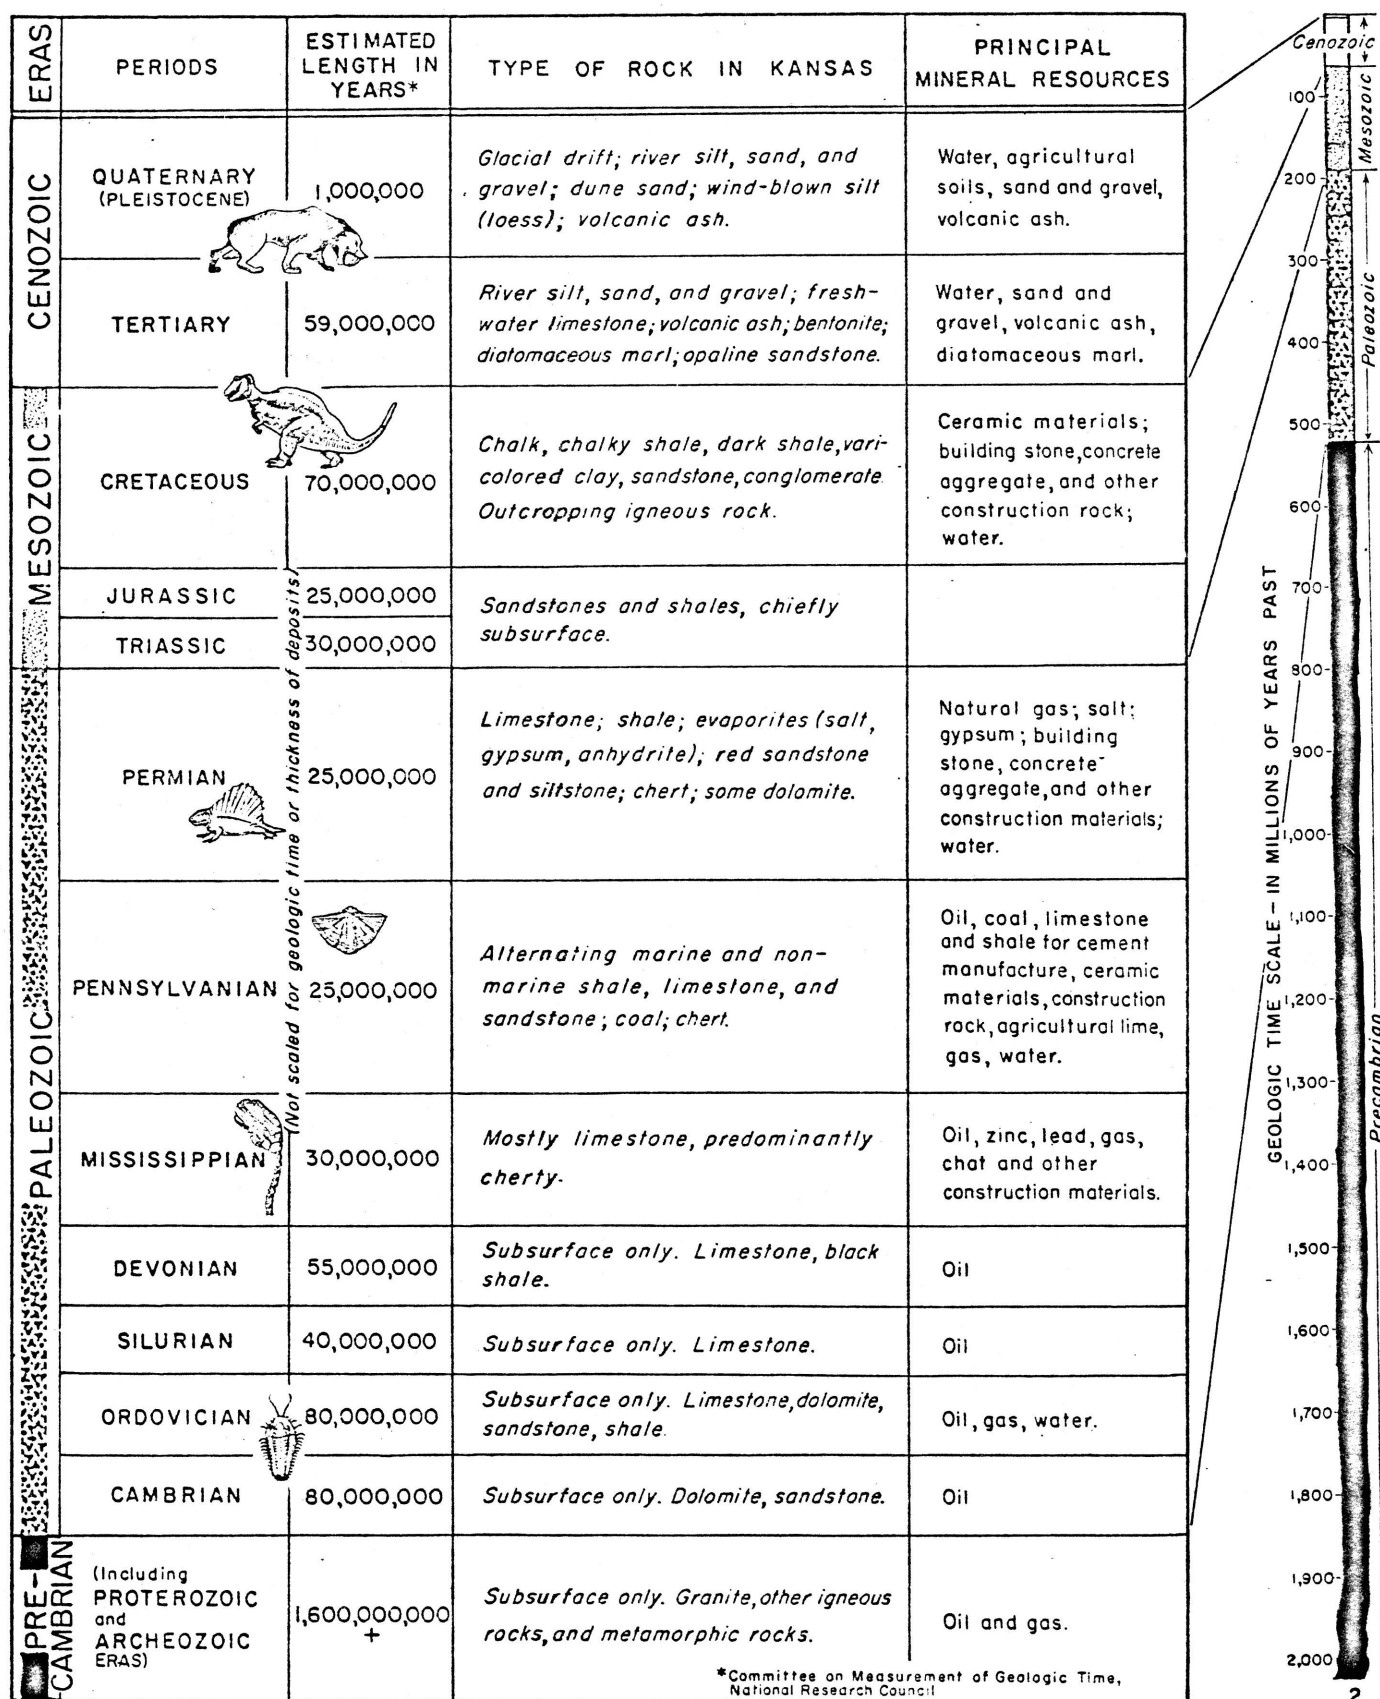 ERAS
PERIODS
ESTIMATED
LENGTH IN
YEARS*
TYPE OF ROCK IN KANSAS
PRINCIPAL
MINERAL RESOURCES
CENOZOIC
QUATERNARY
(PLEISTOCENE)
1,000,000
Glacial drift; river silt, sand, and
gravel; dune sand; wind-blown silt
(loess); volcanic ash.
Water, agricultural
soils, sand and gravel,
volcanic ash.
TERTIARY
59,000,000
River silt, sand, and gravel; fresh-
water limestone; volcanic ash; bentonite;
diatomaceous marl; opaline sandstone.
Water, sand and
gravel, volcanic ash,
diatomaceous marl.
MESOZOIC
CRETACEOUS
70,000,000
Chalk, chalky shale, dark shale, vari-
colored clay, sandstone, conglomerate.
Outcropping igneous rock.
Ceramic materials;
building stone, concrete
aggregate, and other
construction rock;
water.
JURASSIC
25,000,000
TRIASSIC
30,000,000
Sandstones and shales, chiefly
subsurface.
(Not scaled for geologic time or thickness of deposits)
PALEOZOIC
PERMIAN
25,000,000
Limestone; shale; evaporites (salt,
gypsum, anhydrite); red sandstone
and siltstone; chert; some dolomite.
Natural gas; salt;
gypsum; building
stone, concrete-
aggregate, and other
construction materials;
water.
PENNSYLVANIAN
25,000,000
Alternating marine and non-
marine shale, limestone, and
sandstone; coal; chert.
Oil, coal, limestone
and shale for cement
manufacture, ceramic
materials, construction
rock, agricultural lime,
gas, water.
MISSISSIPPIAN
30,000,000
Mostly limestone, predominantly
cherty.
Oil, zinc, lead, gas,
chat and other
construction materials.
DEVONIAN
55,000,000
Subsurface only. Limestone, black
shale.
Oil
SILURIAN
40,000,000
Subsurface only. Limestone.
Oil
ORDOVICIAN
80,000,000
Subsurface only. Limestone, dolomite,
sandstone, shale.
Oil, gas, water.
CAMBRIAN
80,000,000
Subsurface only. Dolomite, sandstone.
Oil
PRE-
CAMBRIAN
(Including
PROTEROZOIC
and
ARCHEOZOIC
ERAS)
1,600,000,000
+
Subsurface only. Granite, other igneous
rocks, and metamorphic rocks.
Oil and gas.
*Committee on Measurement of Geologic Time,
National Research Council
GEOLOGIC TIME SCALE - IN MILLIONS OF YEARS PAST
Cenozoic
Mesozoic
Paleozoic
Precambrian
100
200
300
400
500
600
700
800
900
1,000
1,100
1,200
1,300
1,400
1,500
1,600
1,700
1,800
1,900
2,000
2